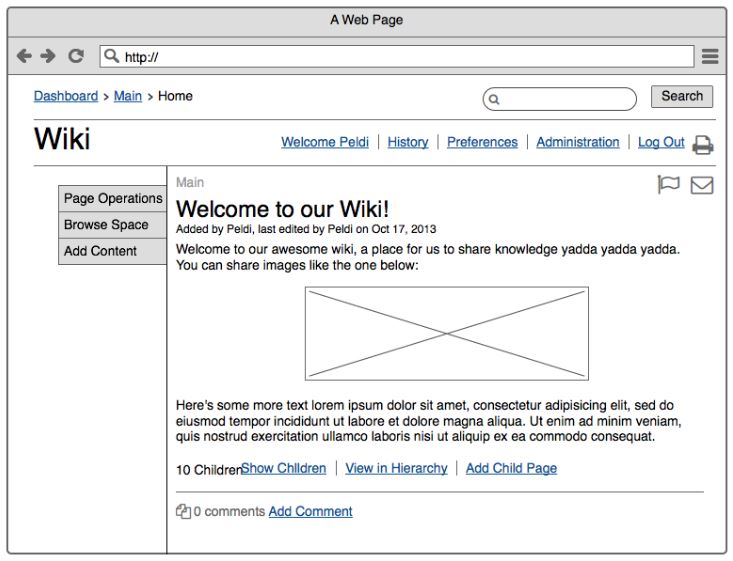 A Web Page
http://
Dashboard > Main > Home
Search
Wiki
Welcome Peldi | History | Preferences | Administration | Log Out
Page Operations
Browse Space
Add Content
Main
Welcome to our Wiki!
Added by Peldi, last edited by Peldi on Oct 17, 2013
Welcome to our awesome wiki, a place for us to share knowledge yadda yadda yadda.
You can share images like the one below:
Here's some more text lorem ipsum dolor sit amet, consectetur adipisicing elit, sed do
eiusmod tempor incididunt ut labore et dolore magna aliqua. Ut enim ad minim veniam,
quis nostrud exercitation ullamco laboris nisi ut aliquip ex ea commodo consequat.
10 Children Show ChIldren | View in Hierarchy | Add Child Page
0 comments Add Comment